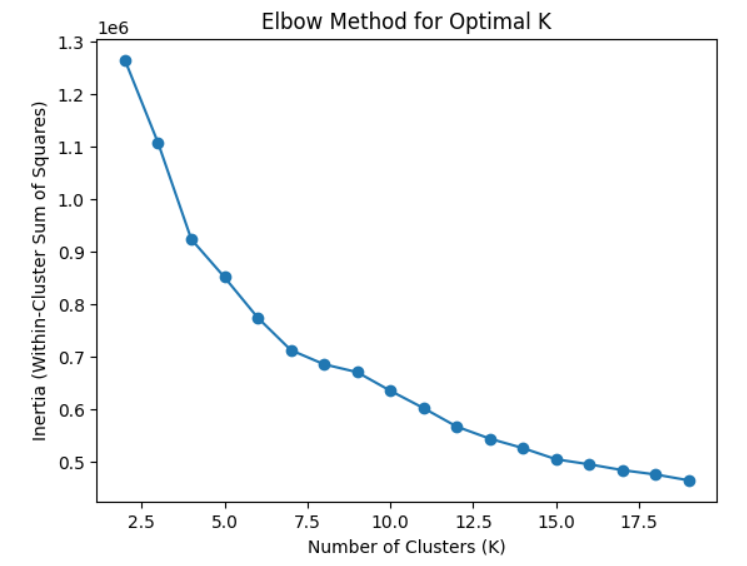 Elbow Method for Optimal K
1e6
1.3
1.2
1.1
1.0
0.9
0.8
0.7
0.6
0.5
Inertia (Within-Cluster Sum of Squares)
2.5 5.0 7.5 10.0 12.5 15.0 17.5
Number of Clusters (K)